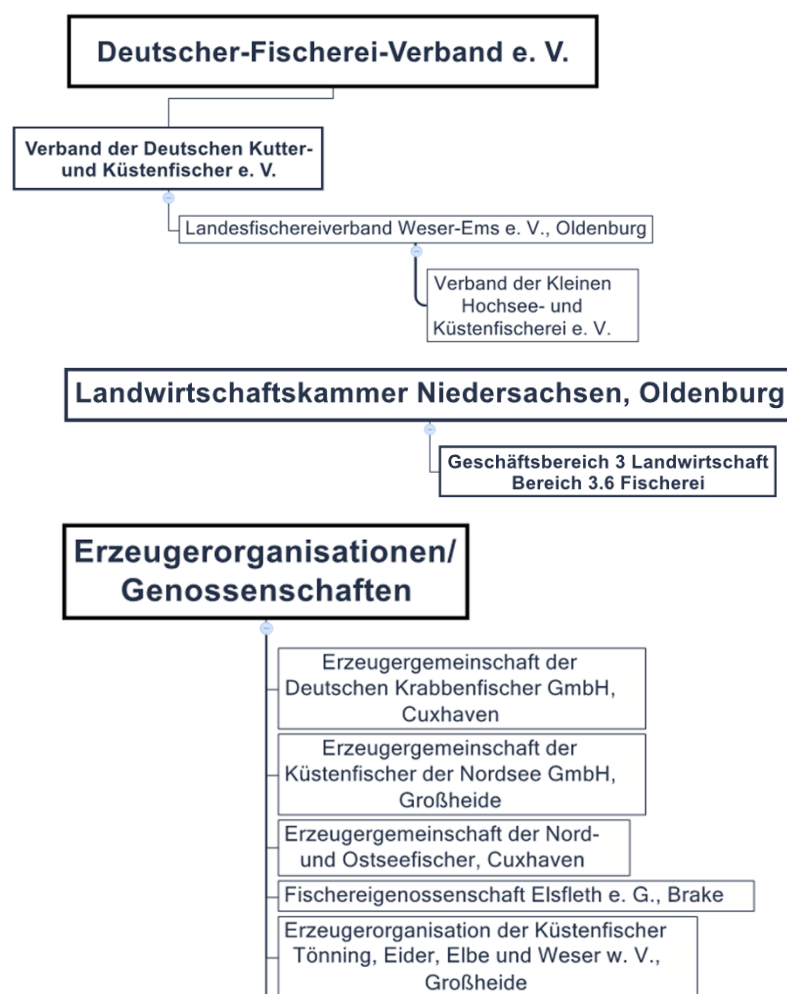 Deutscher-Fischerei-Verband e. V.
Verband der Deutschen Kutter-
und Küstenfischer e. V.
Landesfischereiverband Weser-Ems e. V., Oldenburg
Verband der Kleinen
Hochsee- und
Küstenfischerei e. V.
Landwirtschaftskammer Niedersachsen, Oldenburg
Geschäftsbereich 3 Landwirtschaft
Bereich 3.6 Fischerei
Erzeugerorganisationen/
Genossenschaften
Erzeugergemeinschaft der
Deutschen Krabbenfischer GmbH,
Cuxhaven
Erzeugergemeinschaft der
Küstenfischer der Nordsee GmbH,
Großheide
Erzeugergemeinschaft der Nord-
und Ostseefischer, Cuxhaven
Fischereigenossenschaft Elsfleth e. G., Brake
Erzeugerorganisation der Küstenfischer
Tönning, Eider, Elbe und Weser w. V.,
Großheide